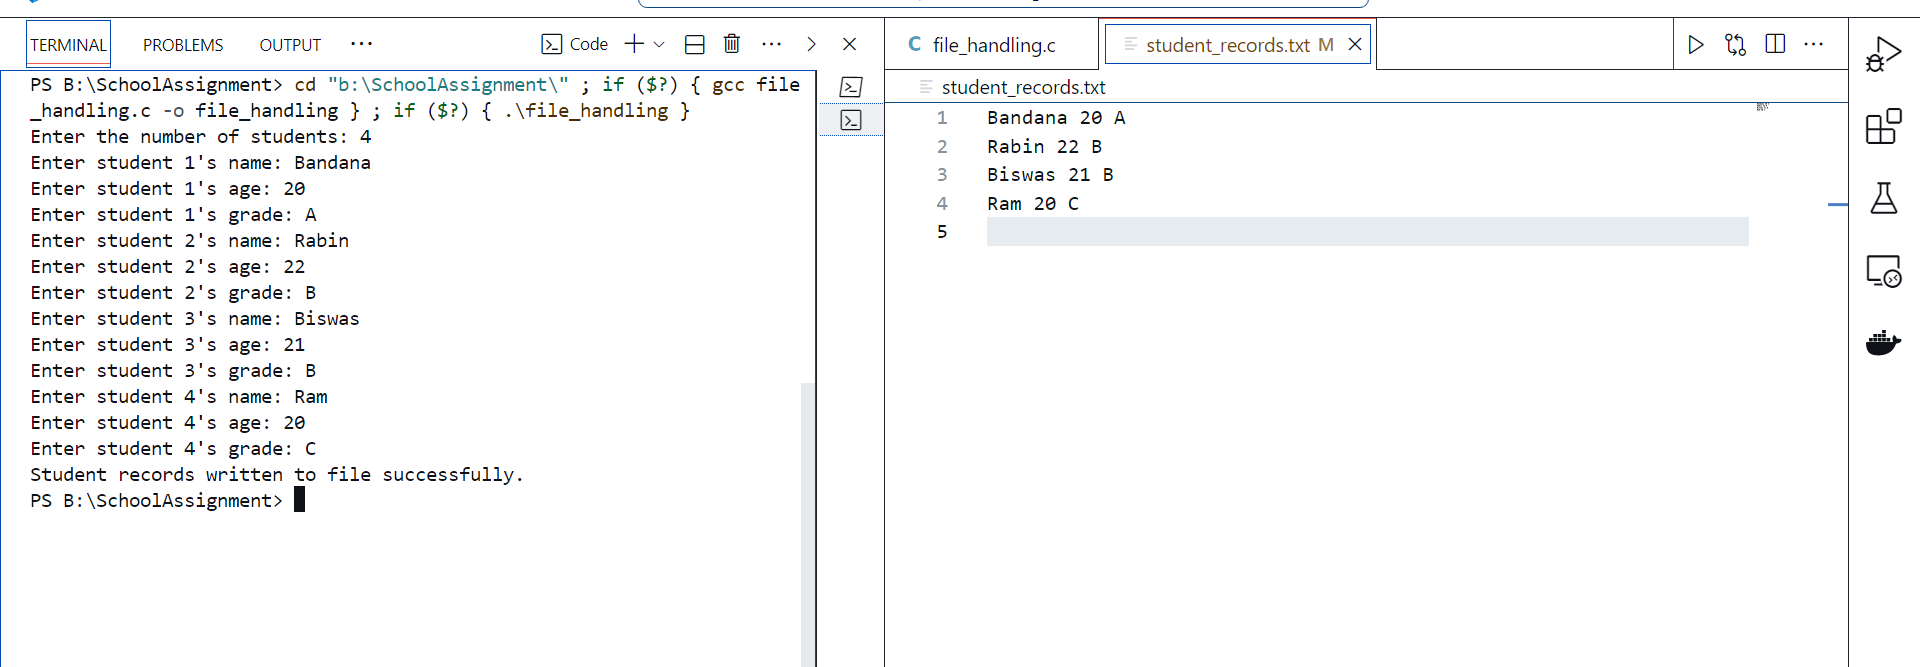 TERMINAL PROBLEMS OUTPUT ··· Code
PS B:\SchoolAssignment> cd "b:\SchoolAssignment\" ; if ($?) { gcc file
_handling.c -o file_handling } ; if ($?) { .\file_handling }
Enter the number of students: 4
Enter student 1's name: Bandana
Enter student 1's age: 20
Enter student 1's grade: A
Enter student 2's name: Rabin
Enter student 2's age: 22
Enter student 2's grade: B
Enter student 3's name: Biswas
Enter student 3's age: 21
Enter student 3's grade: B
Enter student 4's name: Ram
Enter student 4's age: 20
Enter student 4's grade: C
Student records written to file successfully.
PS B:\SchoolAssignment>
C file_handling.c student_records.txt M
student_records.txt
1 Bandana 20 A
2 Rabin 22 B
3 Biswas 21 B
4 Ram 20 C
5